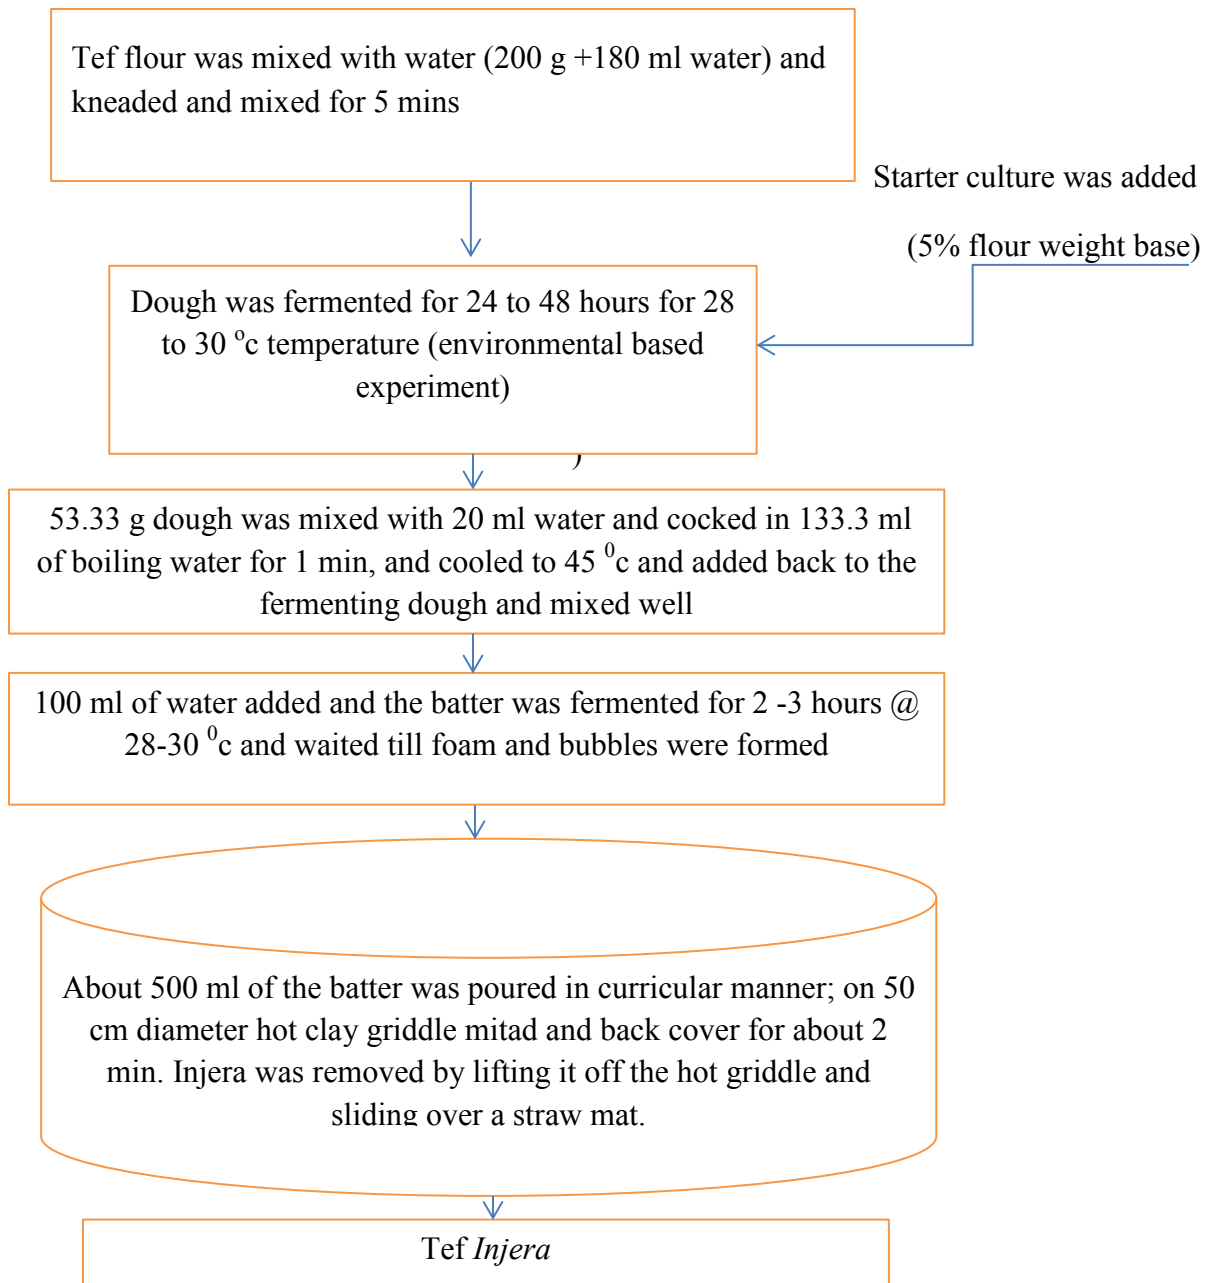 Tef flour was mixed with water (200 g +180 ml water) and
kneaded and mixed for 5 mins
Starter culture was added
(5% flour weight base)
Dough was fermented for 24 to 48 hours for 28
to 30 ᵒc temperature (environmental based
experiment)
)
53.33 g dough was mixed with 20 ml water and cocked in 133.3 ml
of boiling water for 1 min, and cooled to 45 ⁰c and added back to the
fermenting dough and mixed well
100 ml of water added and the batter was fermented for 2 -3 hours @
28-30 ⁰c and waited till foam and bubbles were formed
About 500 ml of the batter was poured in curricular manner; on 50
cm diameter hot clay griddle mitad and back cover for about 2
min. Injera was removed by lifting it off the hot griddle and
sliding over a straw mat.
Tef Injera